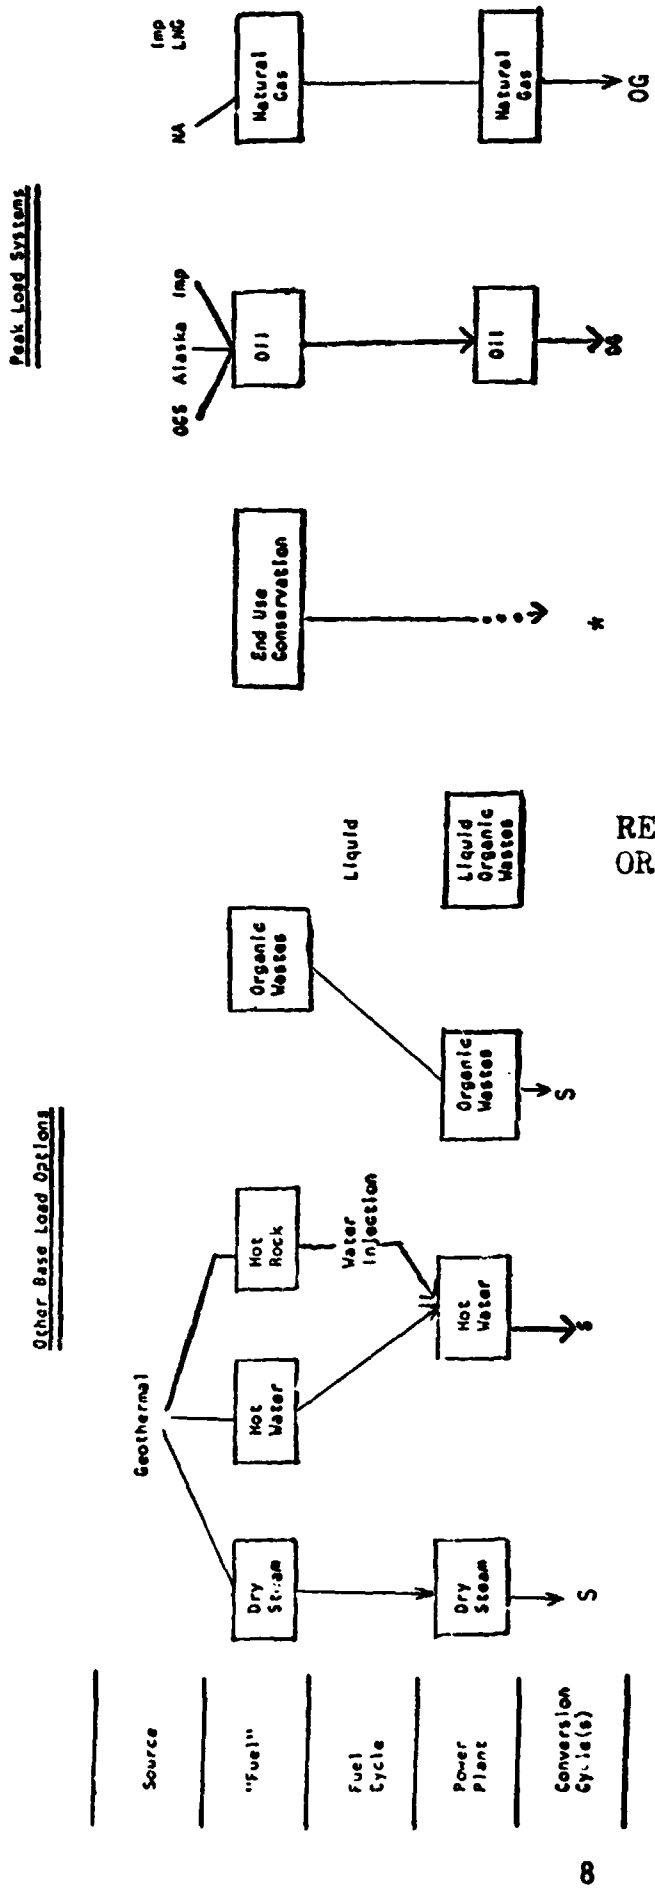 Other Base Load Options
Peak Load Systems
Source
Geothermal
OCS
Alaska
Imp
NA
Imp
LNG
"Fuel"
Dry
Steam
Hot
Water
Hot
Rock
Organic
Wastes
End Use
Conservation
Oil
Natural
Gas
Fuel
Cycle
Water
Injection
Liquid
Power
Plant
Dry
Steam
Hot
Water
Organic
Wastes
Liquid
Organic
Wastes
Oil
Natural
Gas
Conversion
Cycle(s)
S
S
S
*
OG
OG
RE
OR
8